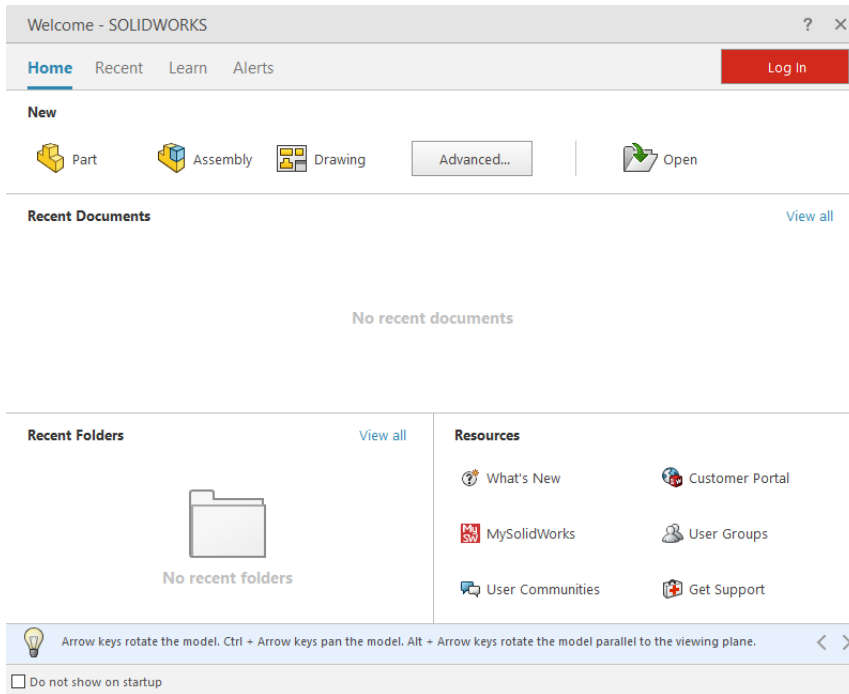 Welcome - SOLIDWORKS ?
Home Recent Learn Alerts Log In
New
Part Assembly Drawing Advanced... Open
Recent Documents View all
No recent documents
Recent Folders View all
No recent folders
Resources
What's New Customer Portal
My SW MySolidWorks User Groups
User Communities Get Support
Arrow keys rotate the model. Ctrl + Arrow keys pan the model. Alt + Arrow keys rotate the model parallel to the viewing plane.
Do not show on startup